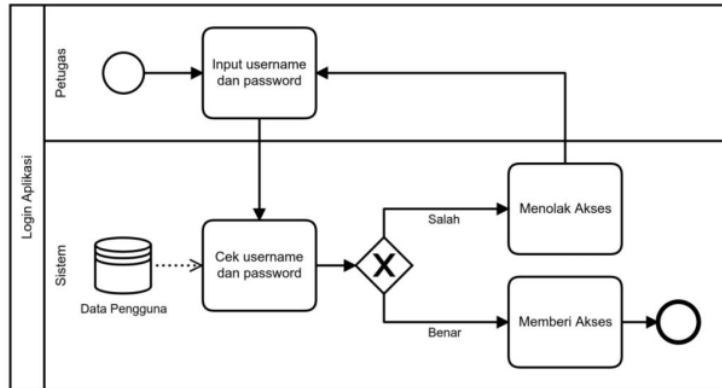 Login Aplikasi
Petugas
Input username
dan password
Sistem
Data Pengguna
Cek username
dan password
X
Salah
Menolak Akses
Benar
Memberi Akses